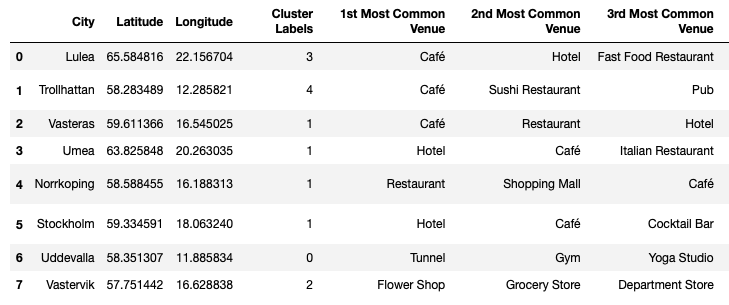 City Latitude Longitude Cluster Labels 1st Most Common Venue 2nd Most Common Venue 3rd Most Common Venue
0 Lulea 65.584816 22.156704 3 Café Hotel Fast Food Restaurant
1 Trollhattan 58.283489 12.285821 4 Café Sushi Restaurant Pub
2 Vasteras 59.611366 16.545025 1 Café Restaurant Hotel
3 Umea 63.825848 20.263035 1 Hotel Café Italian Restaurant
4 Norrkoping 58.588455 16.188313 1 Restaurant Shopping Mall Café
5 Stockholm 59.334591 18.063240 1 Hotel Café Cocktail Bar
6 Uddevalla 58.351307 11.885834 0 Tunnel Gym Yoga Studio
7 Vastervik 57.751442 16.628838 2 Flower Shop Grocery Store Department Store